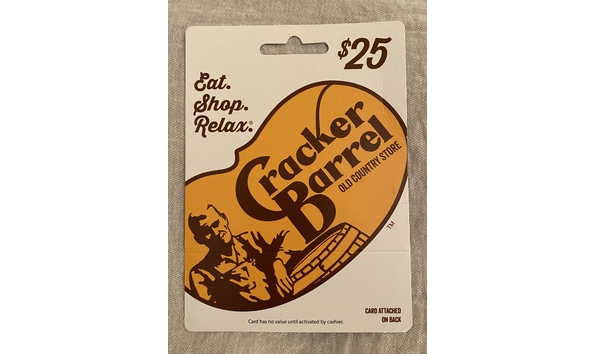 $25
Eat.
Shop.
Relax.®
Cracker
Barrel
OLD COUNTRY STORE
TM
CARD ATTACHED
ON BACK
Card has no value until activated by cashier.